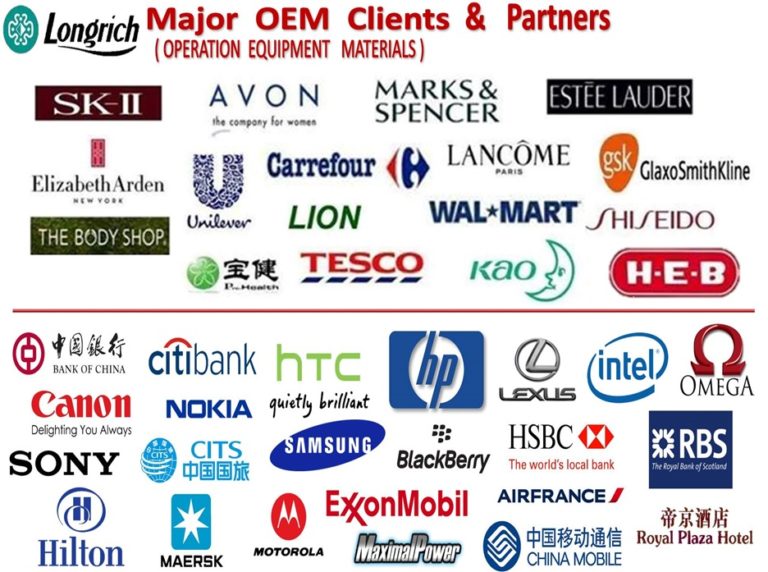 Longrich
Major OEM Clients & Partners
( OPERATION EQUIPMENT MATERIALS )
SK-II
AVON
the company for women
MARKS &
SPENCER
ESTĒE LAUDER
Elizabeth Arden
NEW YORK
Unilever
Carrefour
LANCÔME
PARIS
gsk
GlaxoSmithKline
THE BODY SHOP®
LION
WAL★MART
SHISEIDO
宝健
Pro-Health
TESCO
Kao
H-E-B
中國銀行
BANK OF CHINA
citibank
htc
quietly brilliant
hp
LEXUS
intel
OMEGA
Canon
Delighting You Always
NOKIA
SONY
CITS
CITS
中国国旅
SAMSUNG
BlackBerry
HSBC
The world's local bank
RBS
The Royal Bank of Scotland
Hilton
MAERSK
MOTOROLA
ExxonMobil
MaximalPower
AIRFRANCE
中国移动通信
CHINA MOBILE
帝京酒店
Royal Plaza Hotel